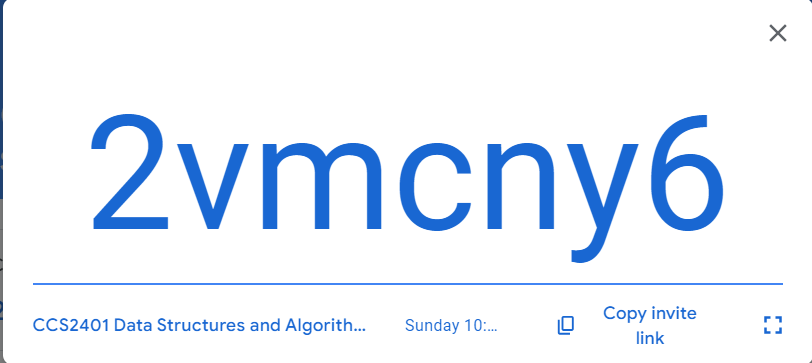 2vmcny6
CCS2401 Data Structures and Algorith... Sunday 10:... Copy invite
link